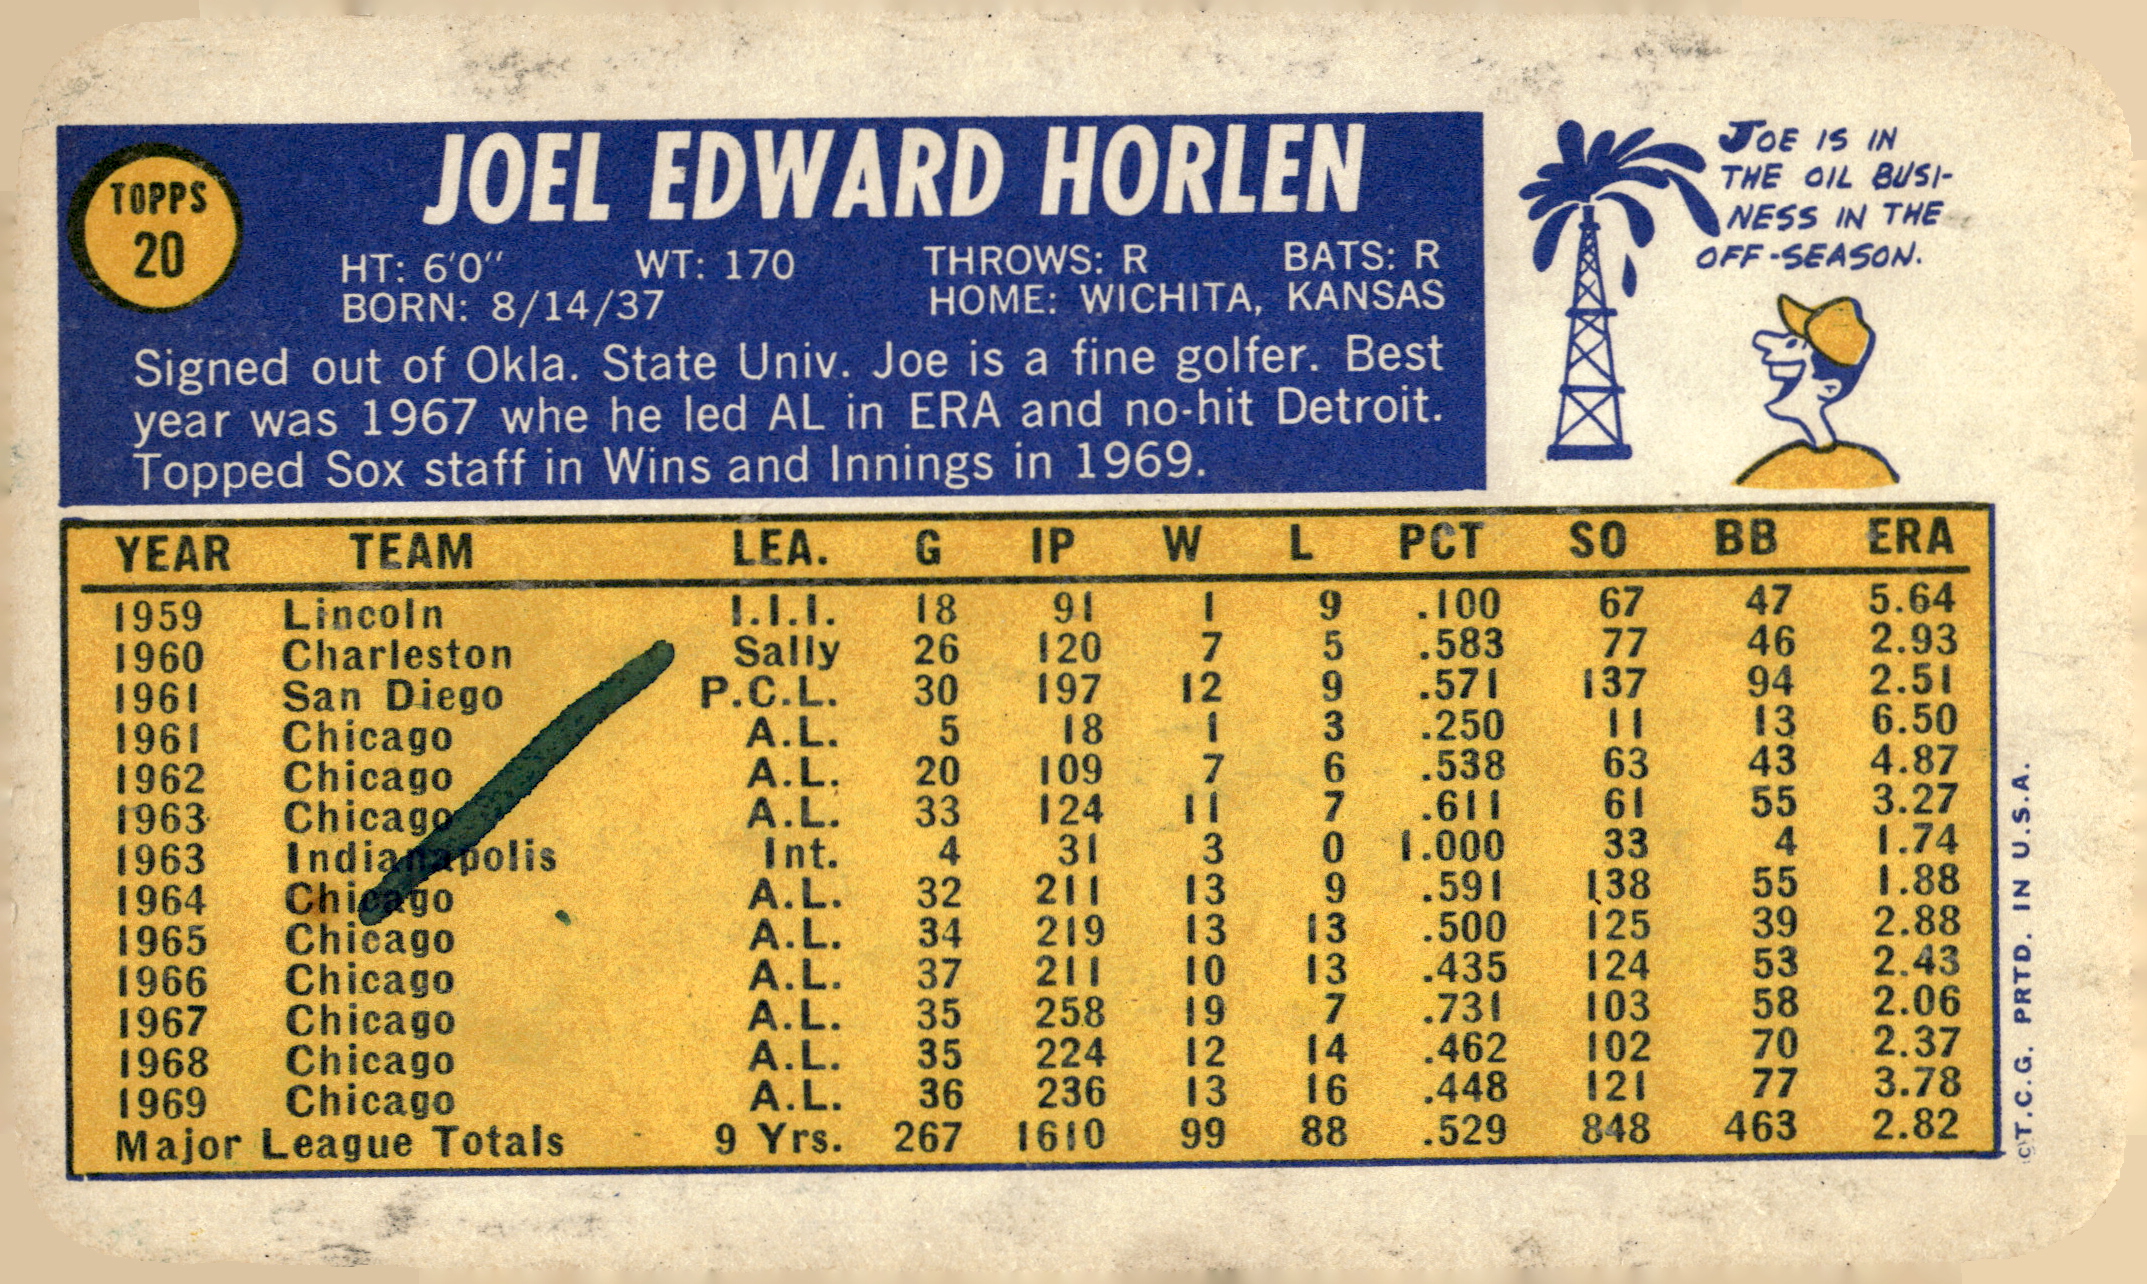 TOPPS
20
JOEL EDWARD HORLEN
HT: 6'0" WT: 170 THROWS: R BATS: R
BORN: 8/14/37 HOME: WICHITA, KANSAS
Signed out of Okla. State Univ. Joe is a fine golfer. Best
year was 1967 whe he led AL in ERA and no-hit Detroit.
Topped Sox staff in Wins and Innings in 1969.
JOE IS IN
THE OIL BUSI-
NESS IN THE
OFF-SEASON.
YEAR TEAM LEA. G IP W L PCT SO BB ERA
1959 Lincoln I.I.I. 18 91 1 9 .100 67 47 5.64
1960 Charleston Sally 26 120 7 5 .583 77 46 2.93
1961 San Diego P.C.L. 30 197 12 9 .571 137 94 2.51
1961 Chicago A.L. 5 18 1 3 .250 11 13 6.50
1962 Chicago A.L. 20 109 7 6 .538 63 43 4.87
1963 Chicago A.L. 33 124 11 7 .611 61 55 3.27
1963 Indianapolis Int. 4 31 3 0 1.000 33 4 1.74
1964 Chicago A.L. 32 211 13 9 .591 138 55 1.88
1965 Chicago A.L. 34 219 13 13 .500 125 39 2.88
1966 Chicago A.L. 37 211 10 13 .435 124 53 2.43
1967 Chicago A.L. 35 258 19 7 .731 103 58 2.06
1968 Chicago A.L. 35 224 12 14 .462 102 70 2.37
1969 Chicago A.L. 36 236 13 16 .448 121 77 3.78
Major League Totals 9 Yrs. 267 1610 99 88 .529 848 463 2.82
©T.C.G. PRTD. IN U.S.A.